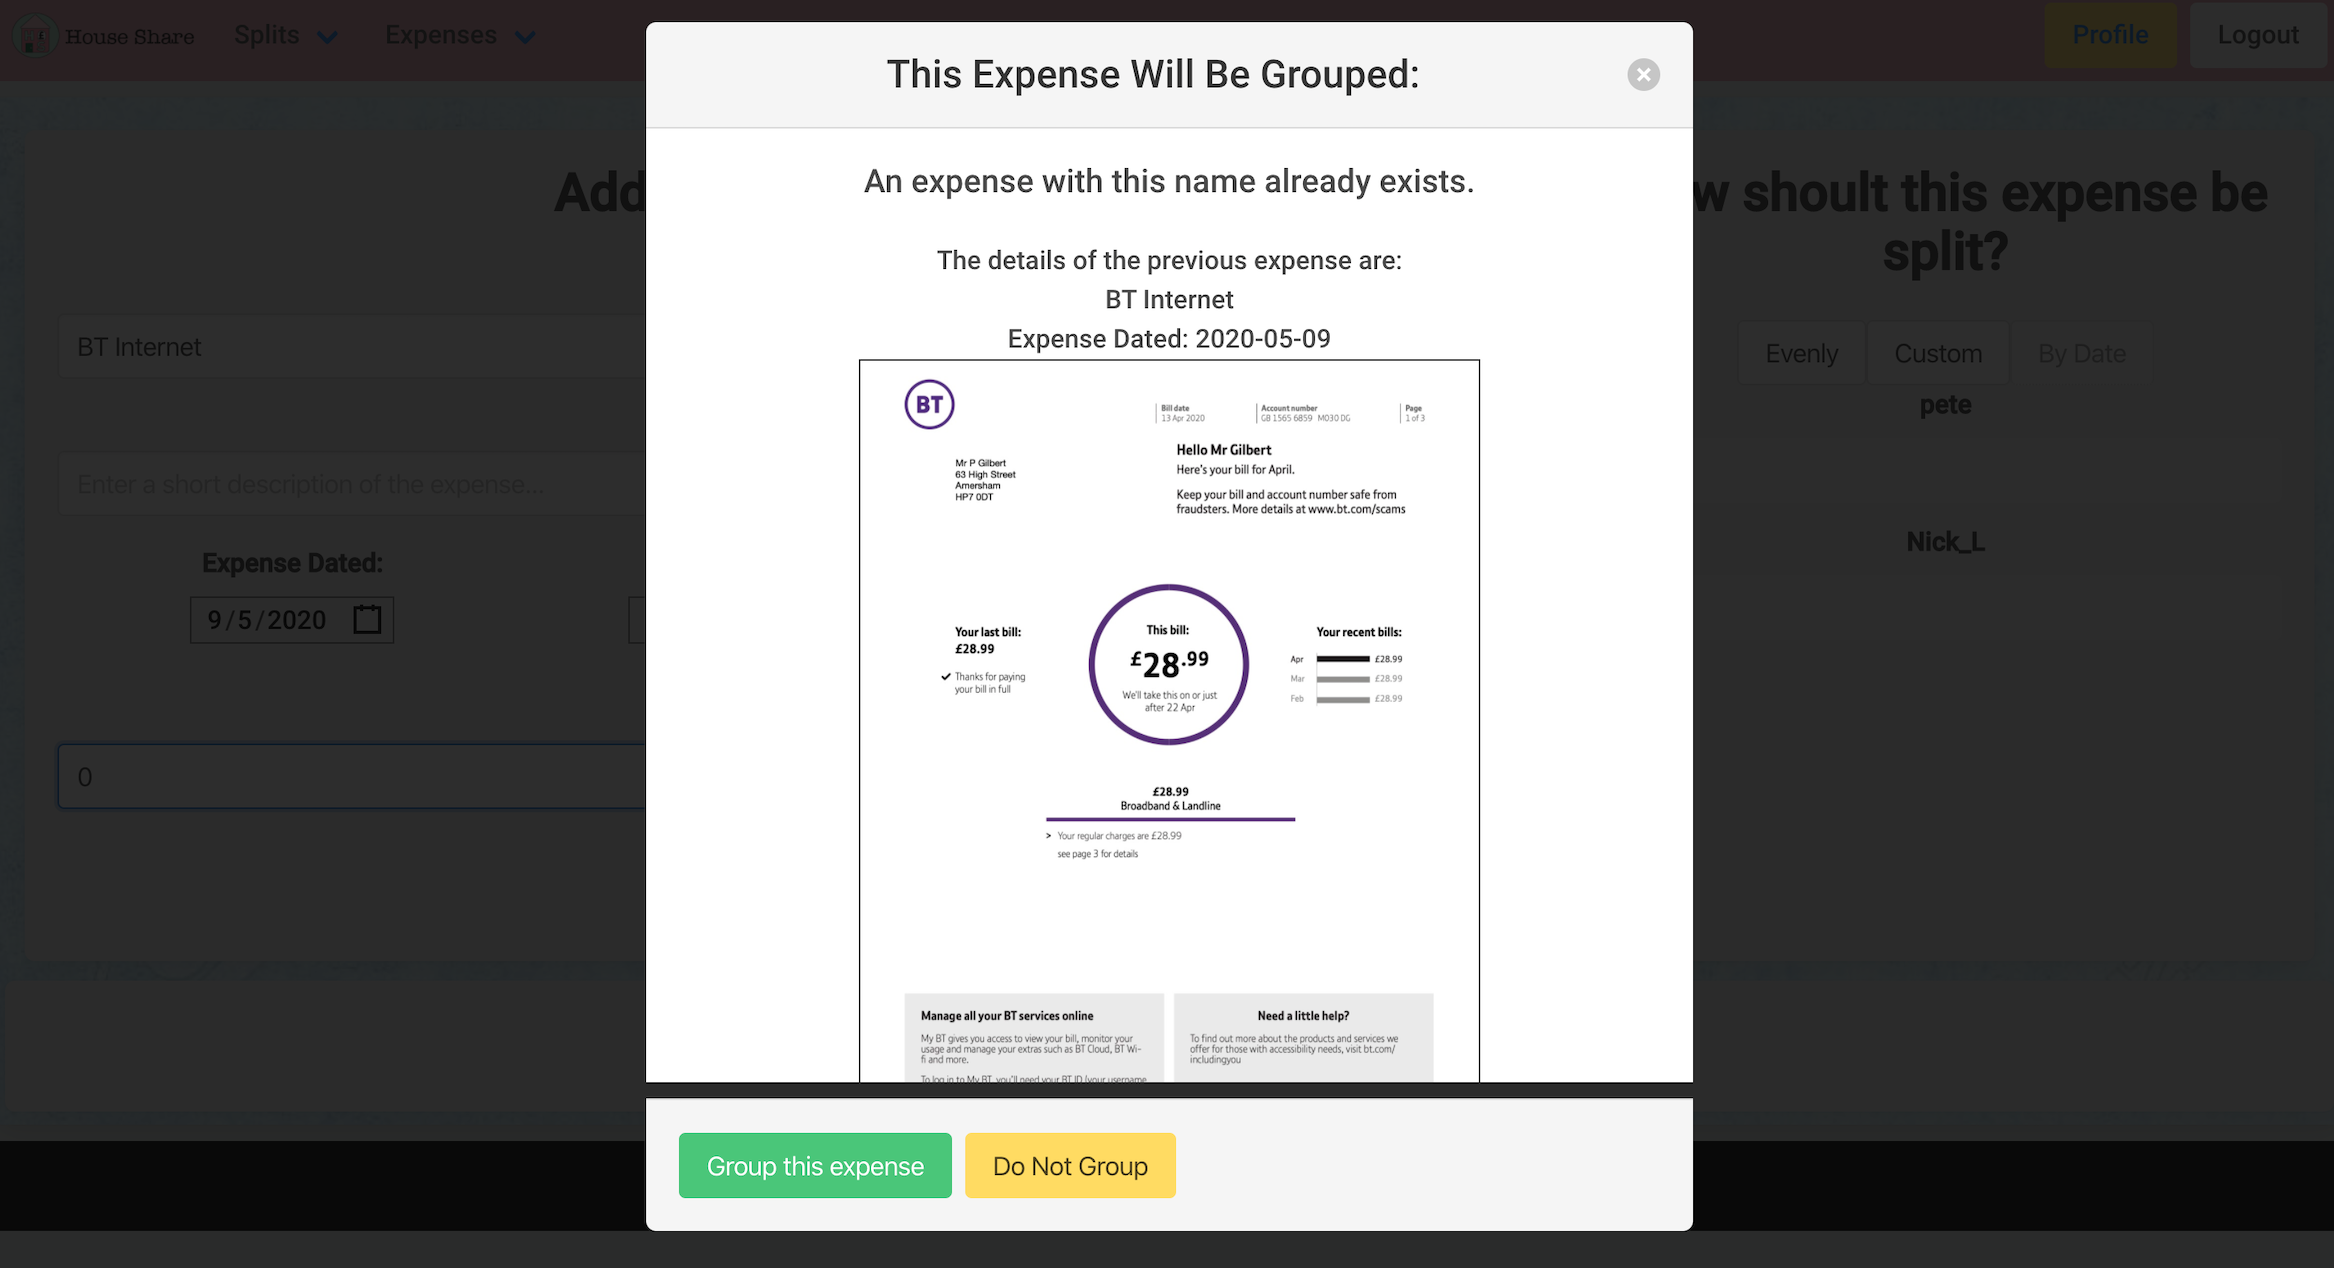 House Share
Splits
Expenses
Profile
Logout
This Expense Will Be Grouped:
An expense with this name already exists.
The details of the previous expense are:
BT Internet
Expense Dated: 2020-05-09
BT
Bill date
13 Apr 2020
Account number
GB 1565 6859 M030 DG
Page
1 of 3
Mr P Gilbert
63 High Street
Amersham
HP7 0DT
Hello Mr Gilbert
Here's your bill for April.
Keep your bill and account number safe from
fraudsters. More details at www.bt.com/scams
Your last bill:
£28.99
Thanks for paying
your bill in full
This bill:
£28.99
We'll take this on or just
after 22 Apr
Your recent bills:
Apr £28.99
Mar £28.99
Feb £28.99
£28.99
Broadband & Landline
> Your regular charges are £28.99
see page 3 for details
Manage all your BT services online
My BT gives you access to view your bill, monitor your
usage and manage your extras such as BT Cloud, BT Wi-
fi and more.
To log in to My BT, you'll need your BT ID (your username
Need a little help?
To find out more about the products and services we
offer for those with accessibility needs, visit bt.com/
includingyou
Group this expense
Do Not Group
Add
BT Internet
Enter a short description of the expense...
Expense Dated:
9/5/2020
0
w shoult this expense be
split?
Evenly
Custom
By Date
pete
Nick_L